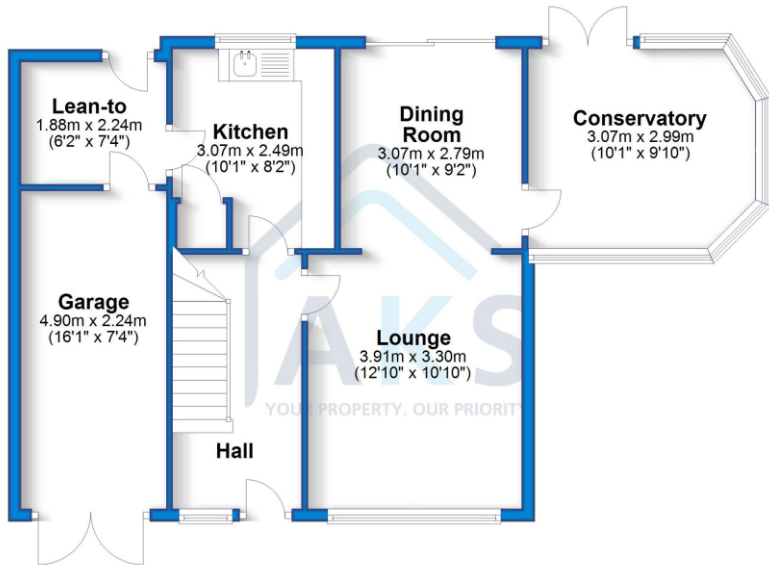 Lean-to
1.88m x 2.24m
(6'2" x 7'4")
Kitchen
3.07m x 2.49m
(10'1" x 8'2")
Dining
Room
3.07m x 2.79m
(10'1" x 9'2")
Conservatory
3.07m x 2.99m
(10'1" x 9'10")
Garage
4.90m x 2.24m
(16'1" x 7'4")
Lounge
3.91m x 3.30m
(12'10" x 10'10")
Hall
AKS
YOUR PROPERTY. OUR PRIORITY